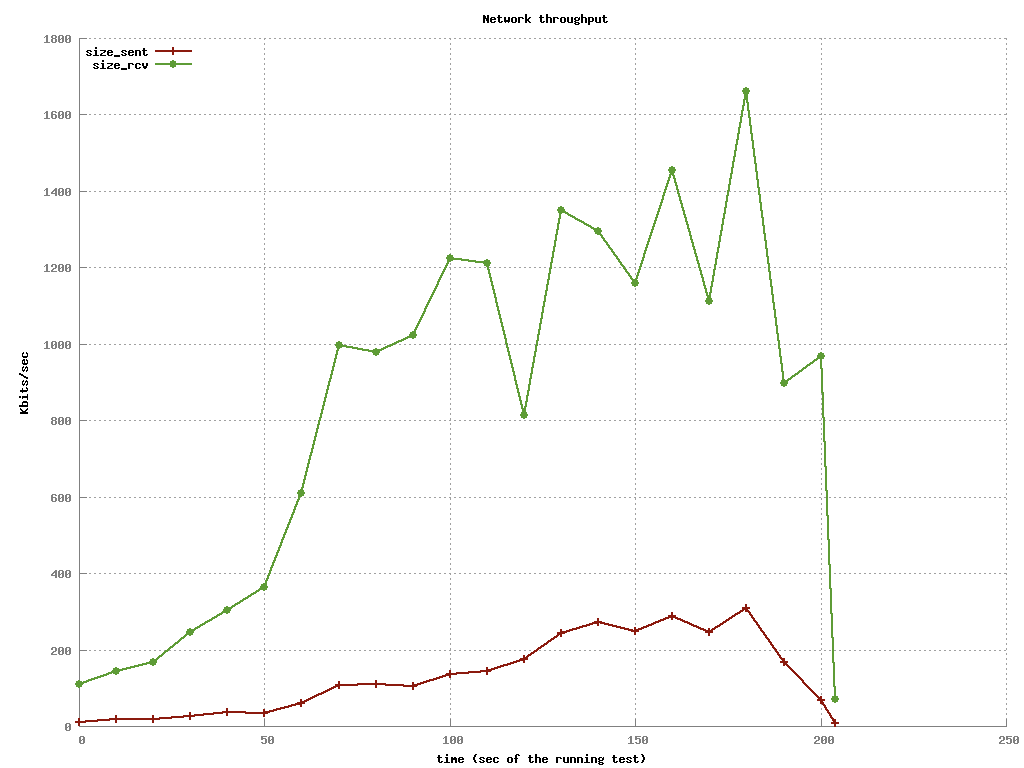 Network throughput
size_sent
size_rcv
1800
1600
1400
1200
1000
800
600
400
200
0
Kbits/sec
0 50 100 150 200 250
time (sec of the running test)